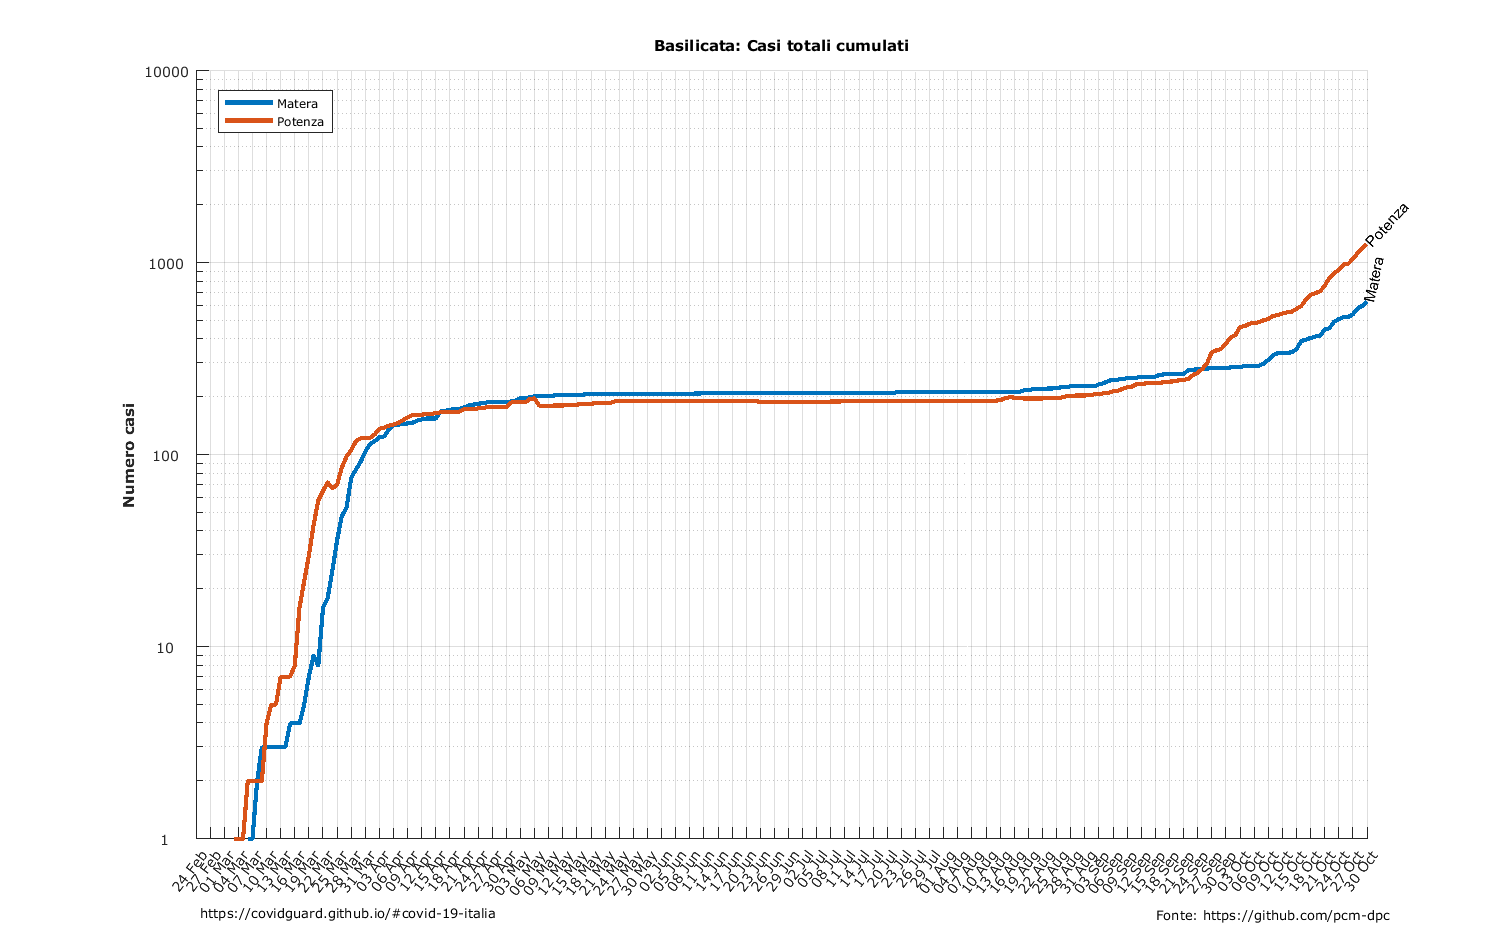 Basilicata: Casi totali cumulati
10000
1000
100
10
1
Numero casi
Matera
Potenza
Potenza
Matera
24 Feb
27 Feb
01 Mar
04 Mar
07 Mar
10 Mar
13 Mar
16 Mar
19 Mar
22 Mar
25 Mar
28 Mar
31 Mar
03 Apr
06 Apr
09 Apr
12 Apr
15 Apr
18 Apr
21 Apr
24 Apr
27 Apr
30 Apr
03 May
06 May
09 May
12 May
15 May
18 May
21 May
24 May
27 May
30 May
02 Jun
05 Jun
08 Jun
11 Jun
14 Jun
17 Jun
20 Jun
23 Jun
26 Jun
29 Jun
02 Jul
05 Jul
08 Jul
11 Jul
14 Jul
17 Jul
20 Jul
23 Jul
26 Jul
29 Jul
01 Aug
04 Aug
07 Aug
10 Aug
13 Aug
16 Aug
19 Aug
22 Aug
25 Aug
28 Aug
31 Aug
03 Sep
06 Sep
09 Sep
12 Sep
15 Sep
18 Sep
21 Sep
24 Sep
27 Sep
30 Sep
03 Oct
06 Oct
09 Oct
12 Oct
15 Oct
18 Oct
21 Oct
24 Oct
27 Oct
30 Oct
https://covidguard.github.io/#covid-19-italia
Fonte: https://github.com/pcm-dpc